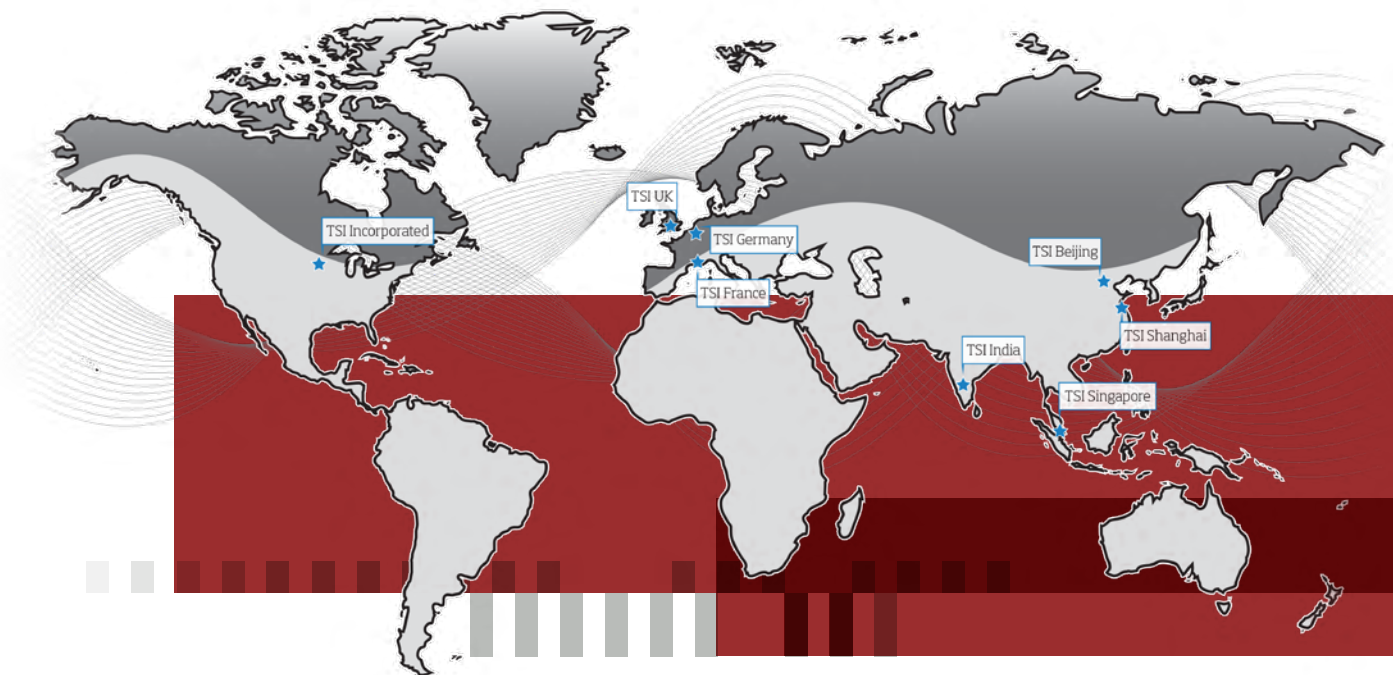 TSI UK
TSI Incorporated
TSI Germany
TSI Beijing
TSI France
TSI Shanghai
TSI India
TSI Singapore